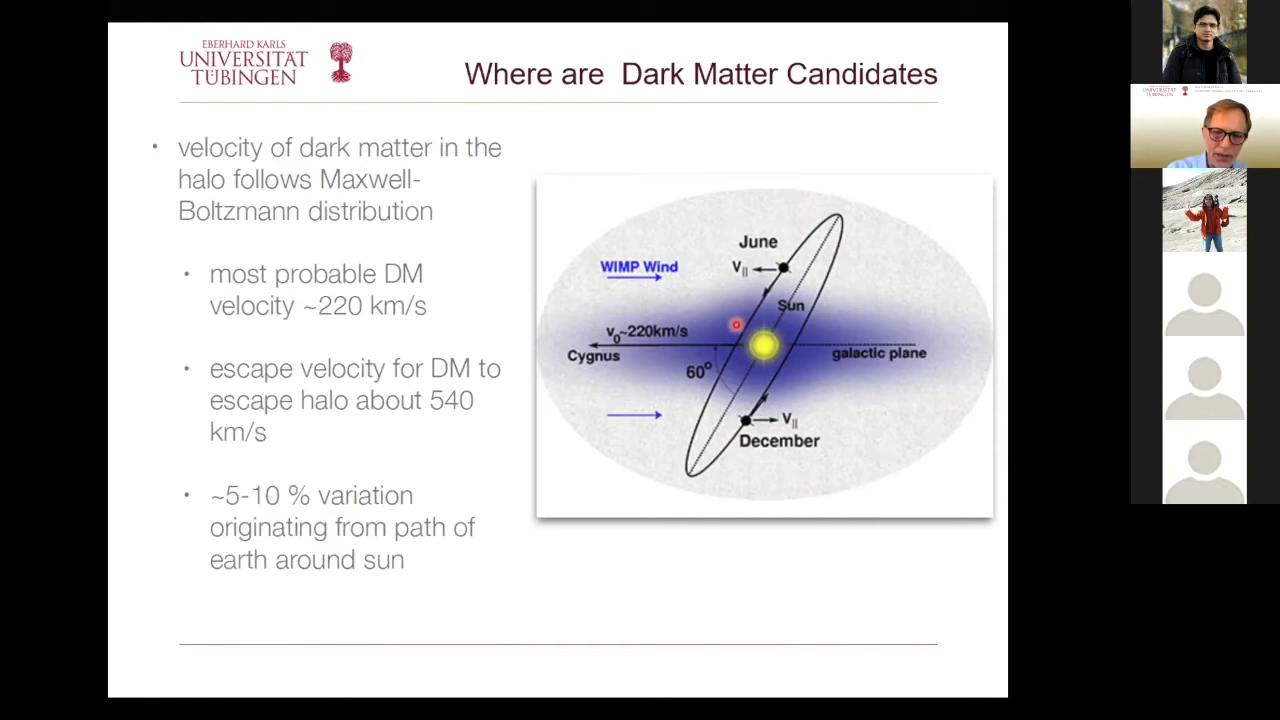 EBERHARD KARLS
UNIVERSITÄT
TÜBINGEN
Where are  Dark Matter Candidates
• velocity of dark matter in the
halo follows Maxwell-
Boltzmann distribution
• most probable DM
velocity ~220 km/s
• escape velocity for DM to
escape halo about 540
km/s
• ~5-10 % variation
originating from path of
earth around sun
June
WIMP Wind
V||
Sun
v0~220km/s
Cygnus
galactic plane
60°
V||
December
UNIVERSITÄT
TÜBINGEN